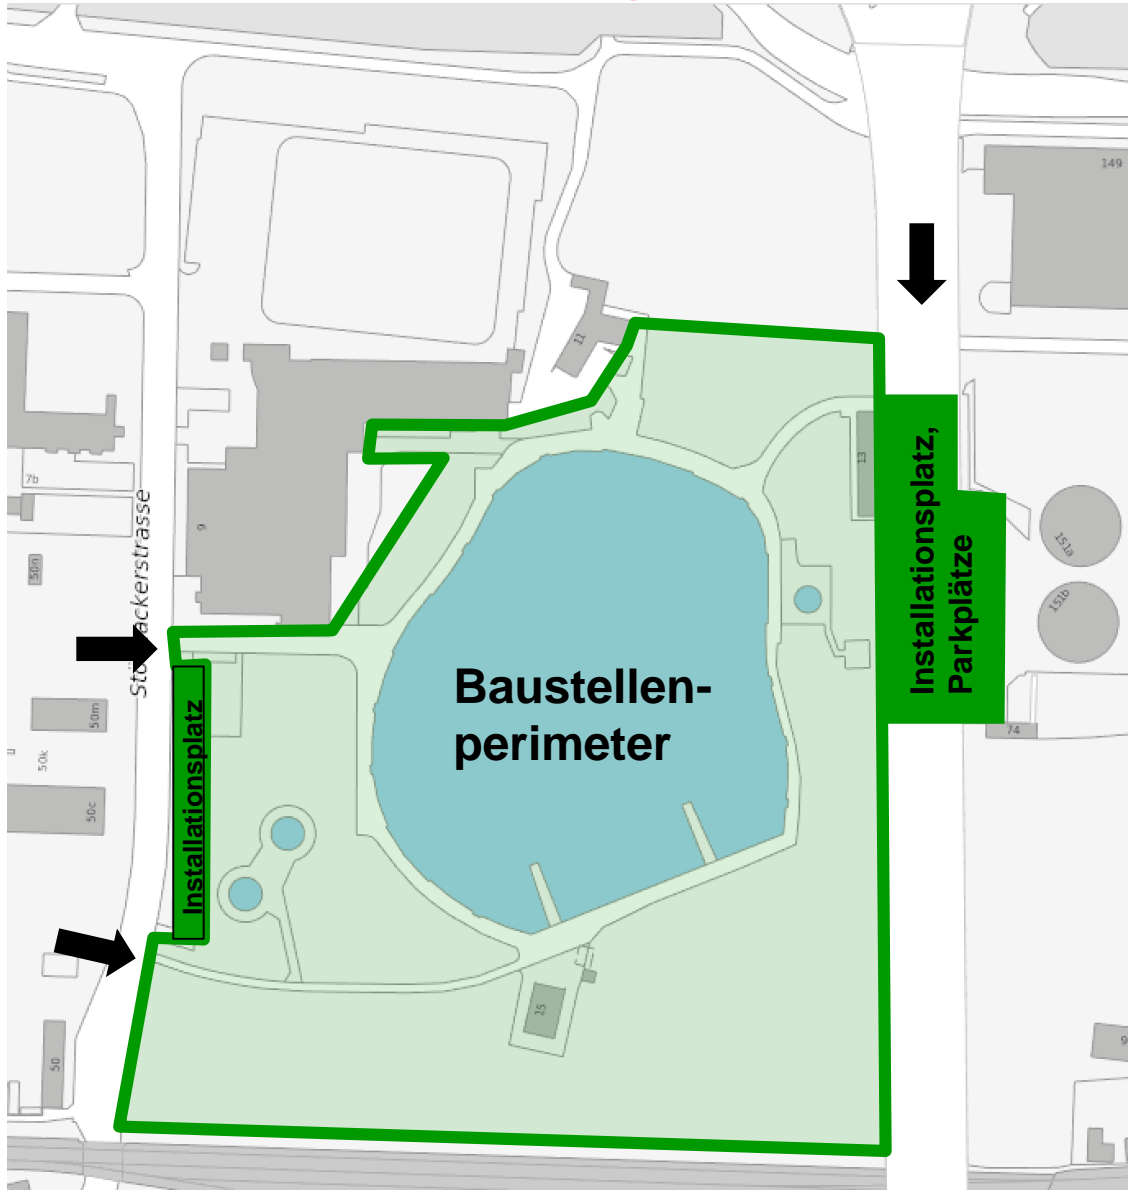 149
11
13
Installationsplatz,
Parkplätze
7b
9
50n
151a
151b
Baustellen-
perimeter
50m
74
50k
Installationsplatz
50c
15
50
9